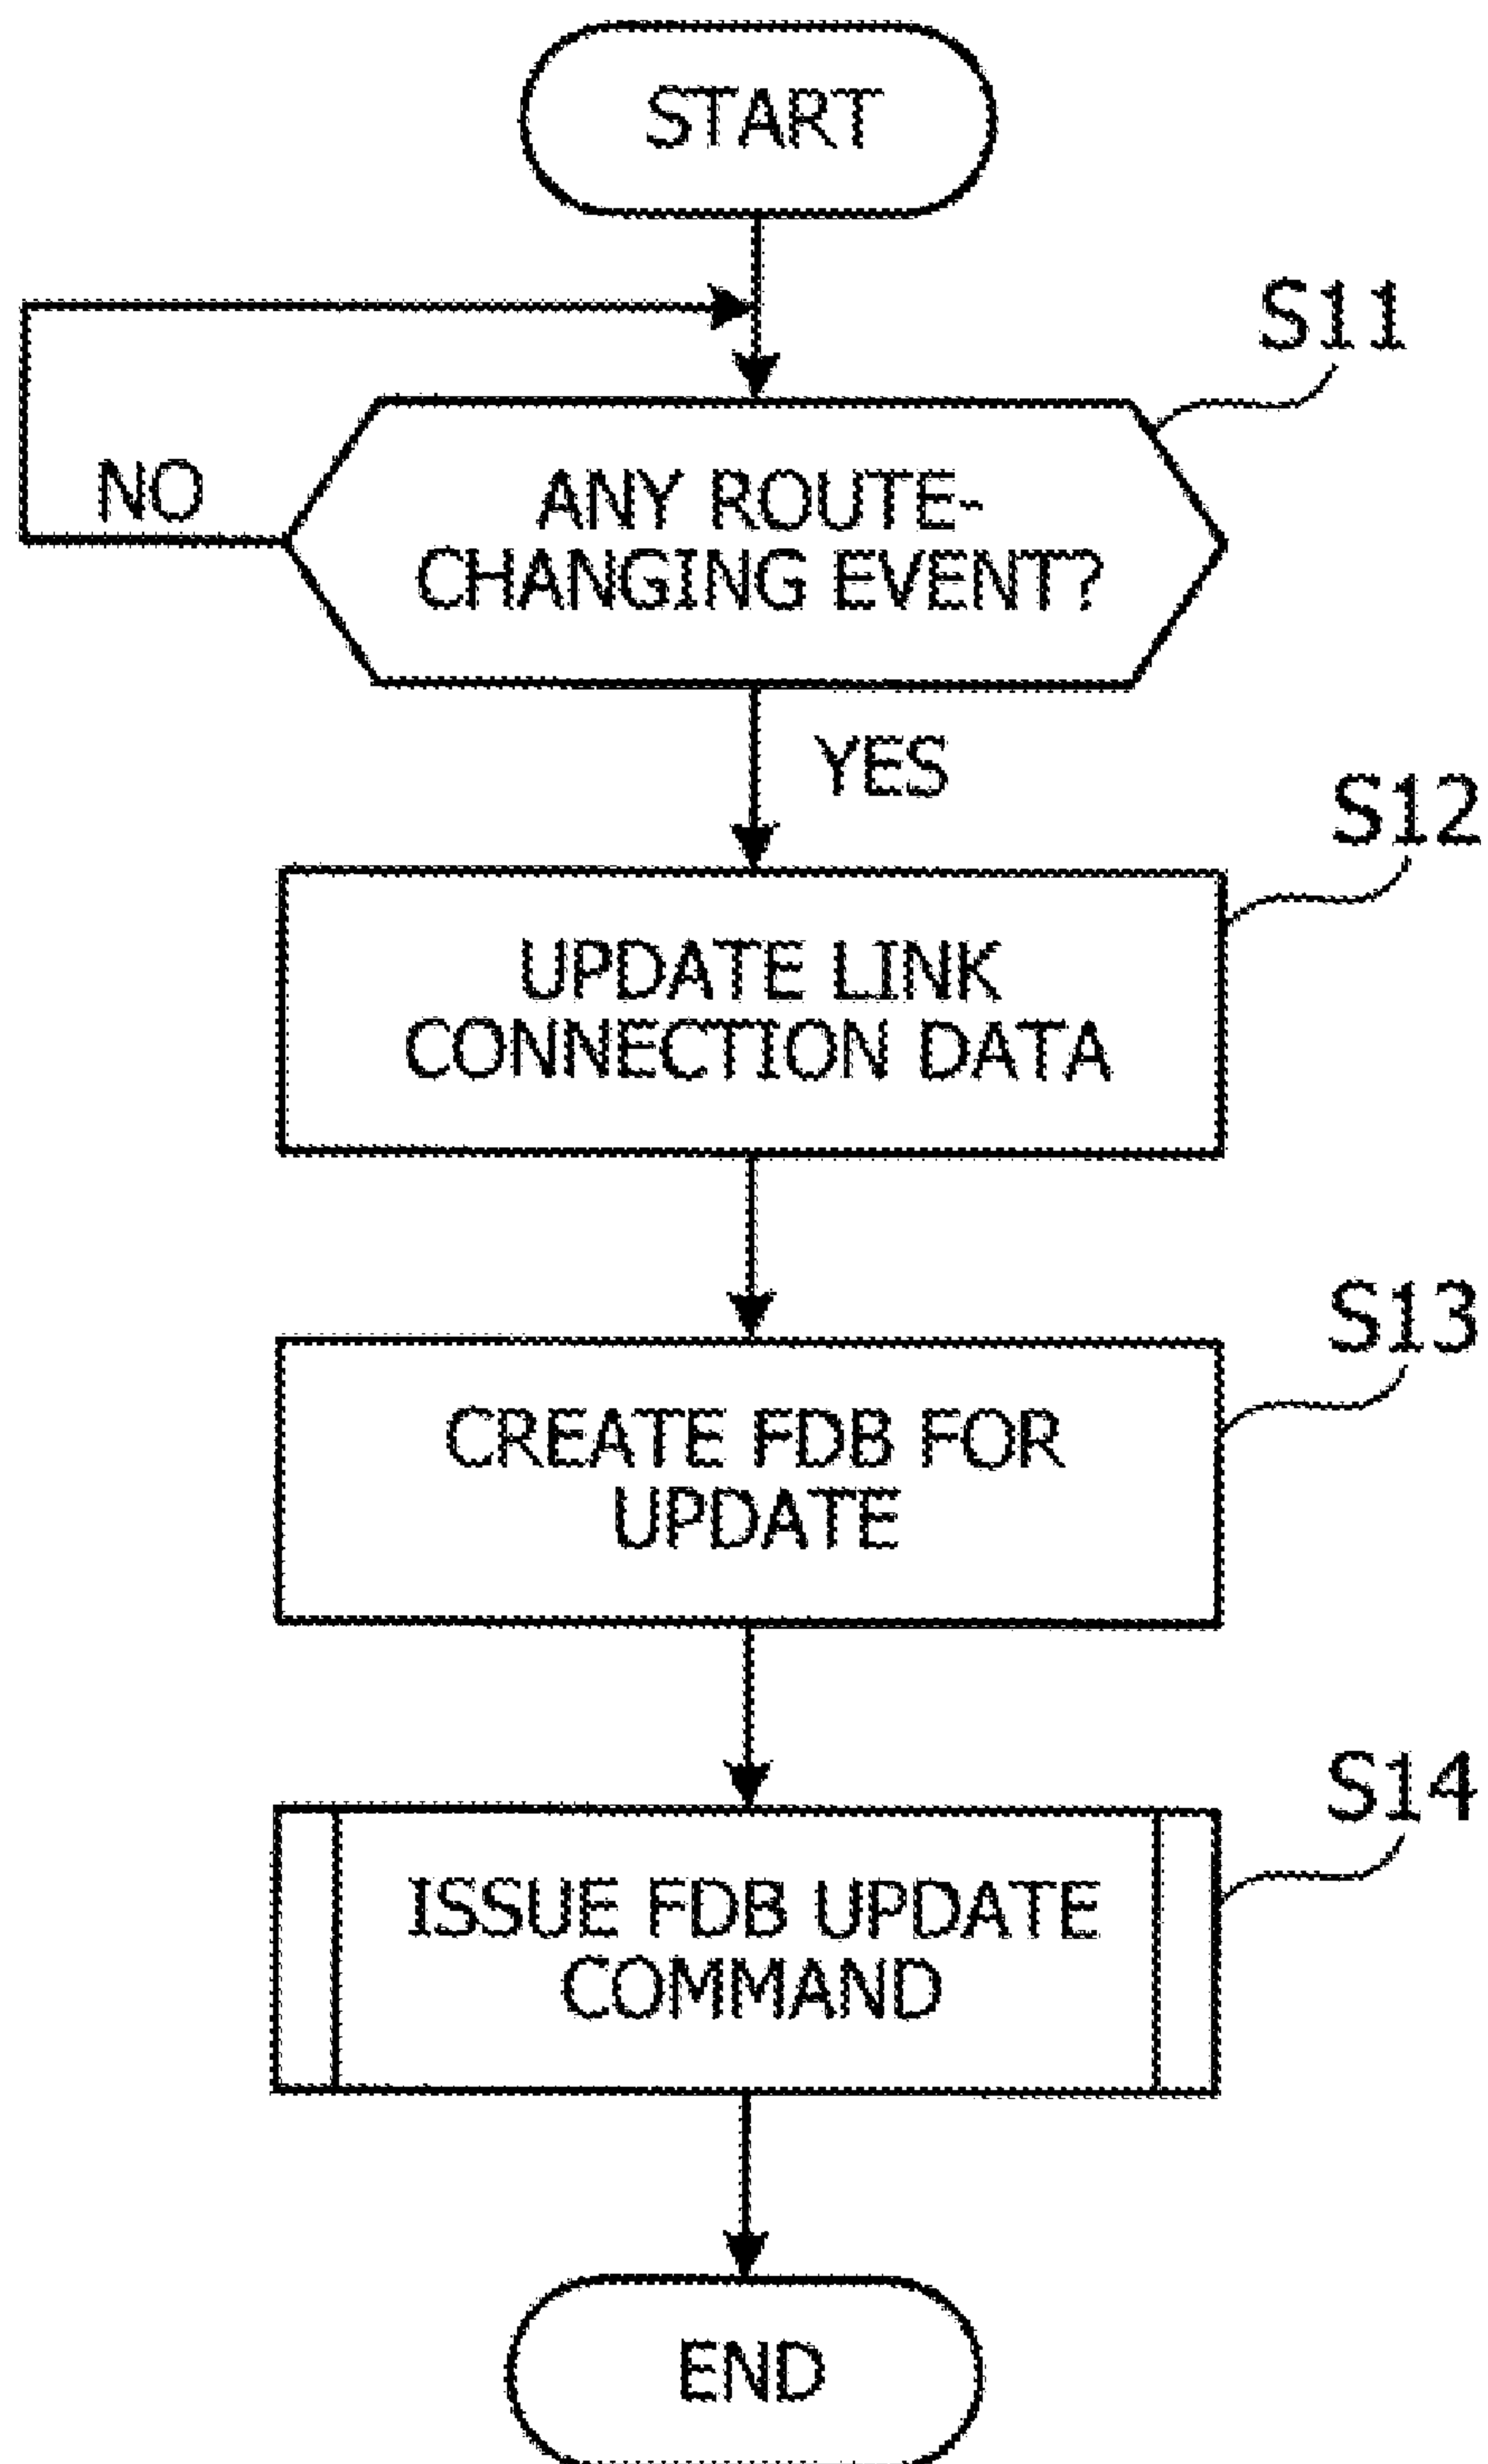 START
S11
ANY ROUTE-
CHANGING EVENT?
NO
YES
S12
UPDATE LINK
CONNECTION DATA
S13
CREATE FDB FOR
UPDATE
S14
ISSUE FDB UPDATE
COMMAND
END